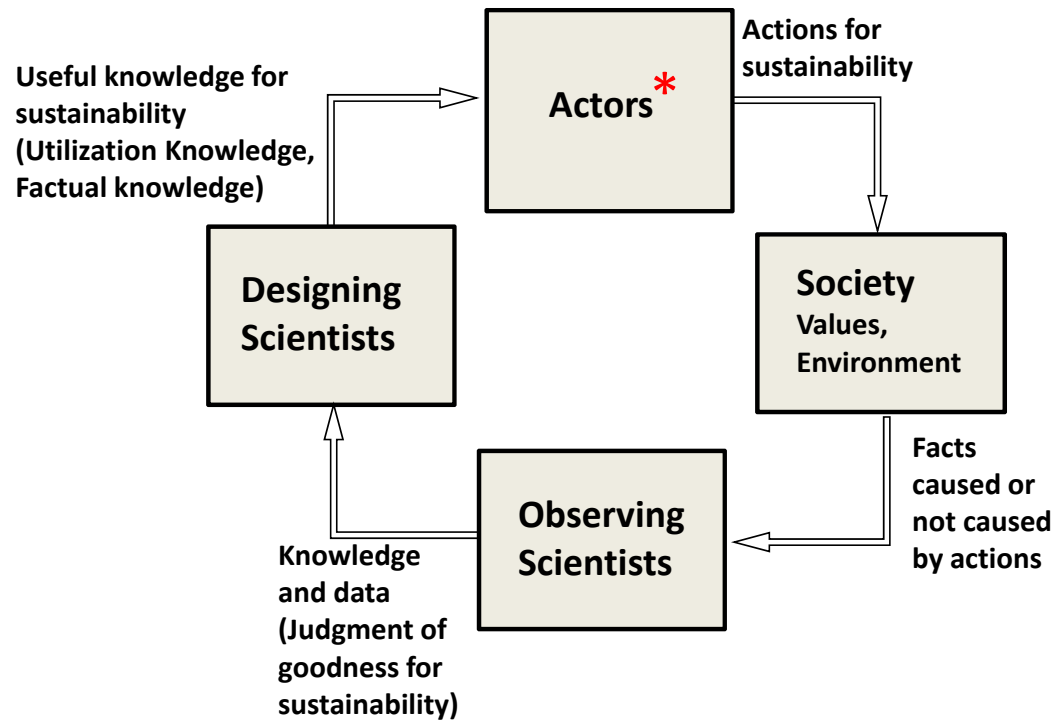 Useful knowledge for
sustainability
(Utilization Knowledge,
Factual knowledge)
Actors*
Actions for
sustainability
Designing
Scientists
Society
Values,
Environment
Observing
Scientists
Facts
caused or
not caused
by actions
Knowledge
and data
(Judgment of
goodness for
sustainability)